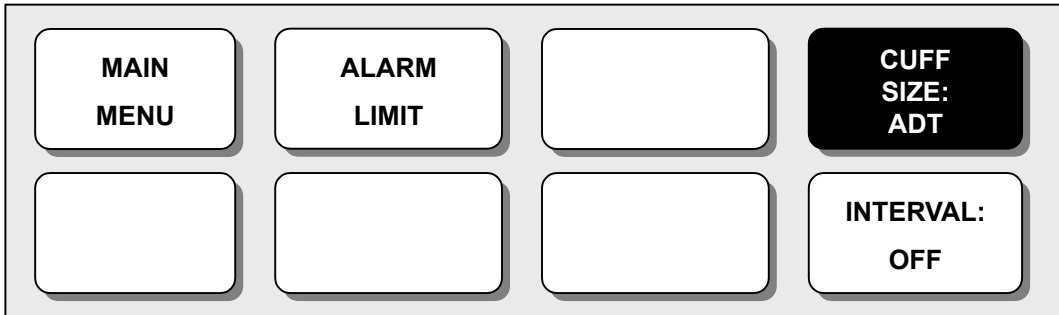 MAIN
MENU
ALARM
LIMIT
CUFF
SIZE:
ADT
INTERVAL:
OFF